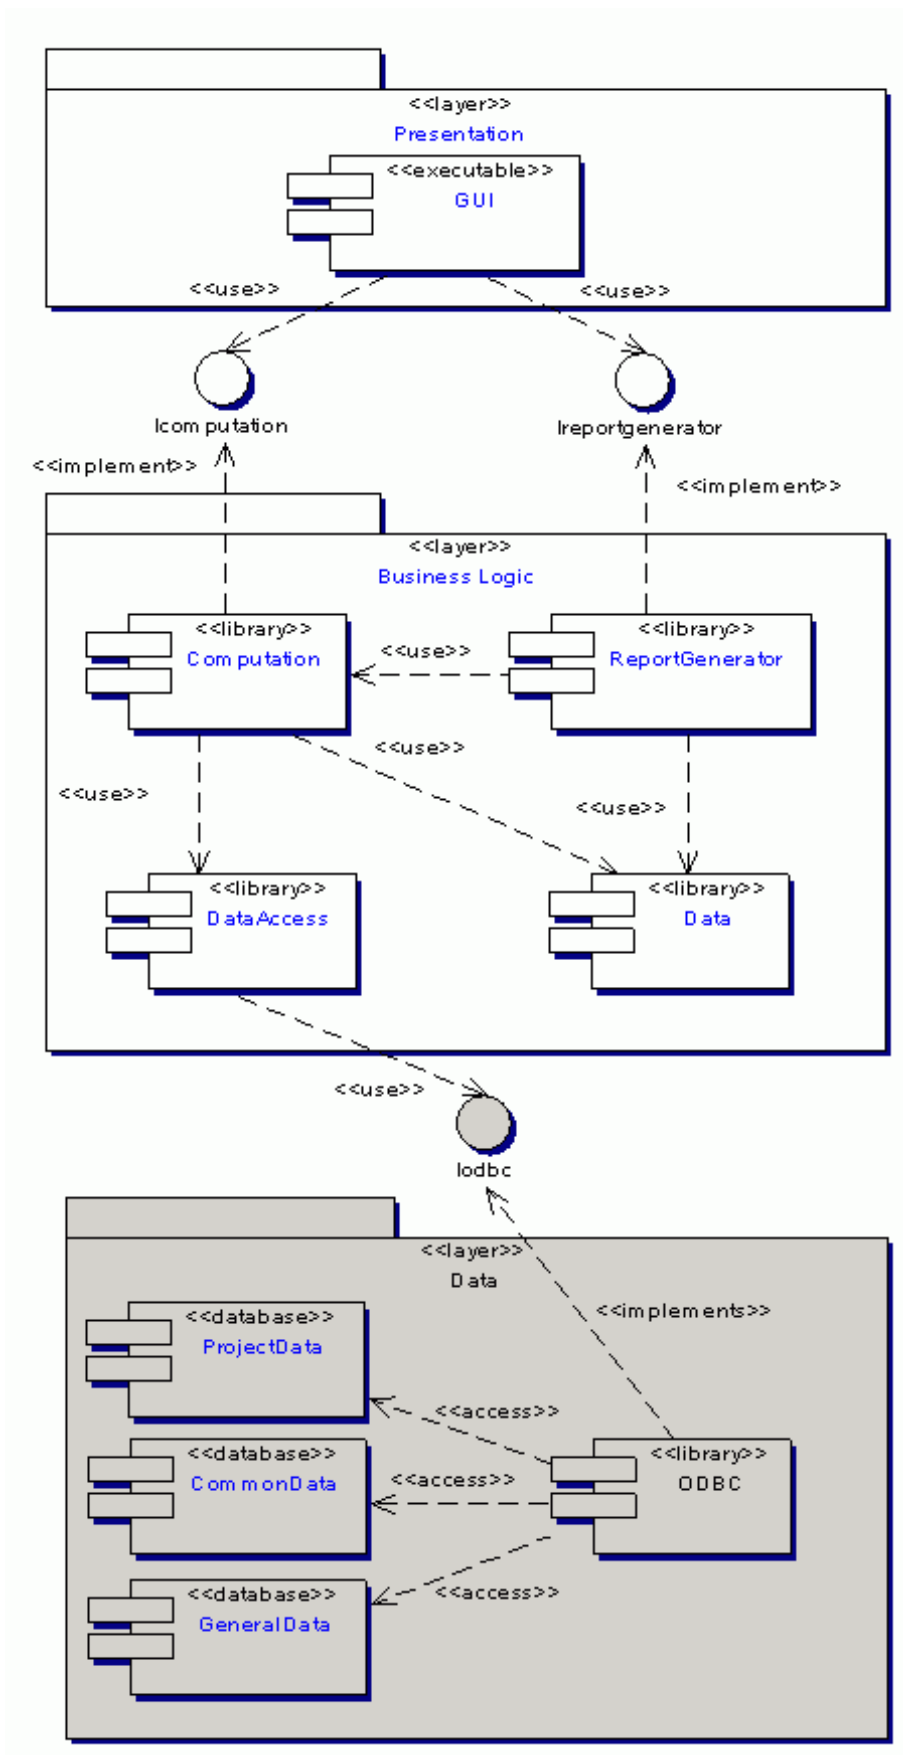 <<layer>>
Presentation
<<executable>>
GUI
<<use>>
<<use>>
Icomputation
Ireportgenerator
<<implement>>
<<implement>>
<<layer>>
Business Logic
<<library>>
Computation
<<use>>
<<library>>
ReportGenerator
<<use>>
<<use>>
<<use>>
<<library>>
DataAccess
<<library>>
Data
<<use>>
Iodbc
<<layer>>
Data
<<implements>>
<<database>>
ProjectData
<<access>>
<<database>>
CommonData
<<access>>
<<library>>
ODBC
<<database>>
GeneralData
<<access>>